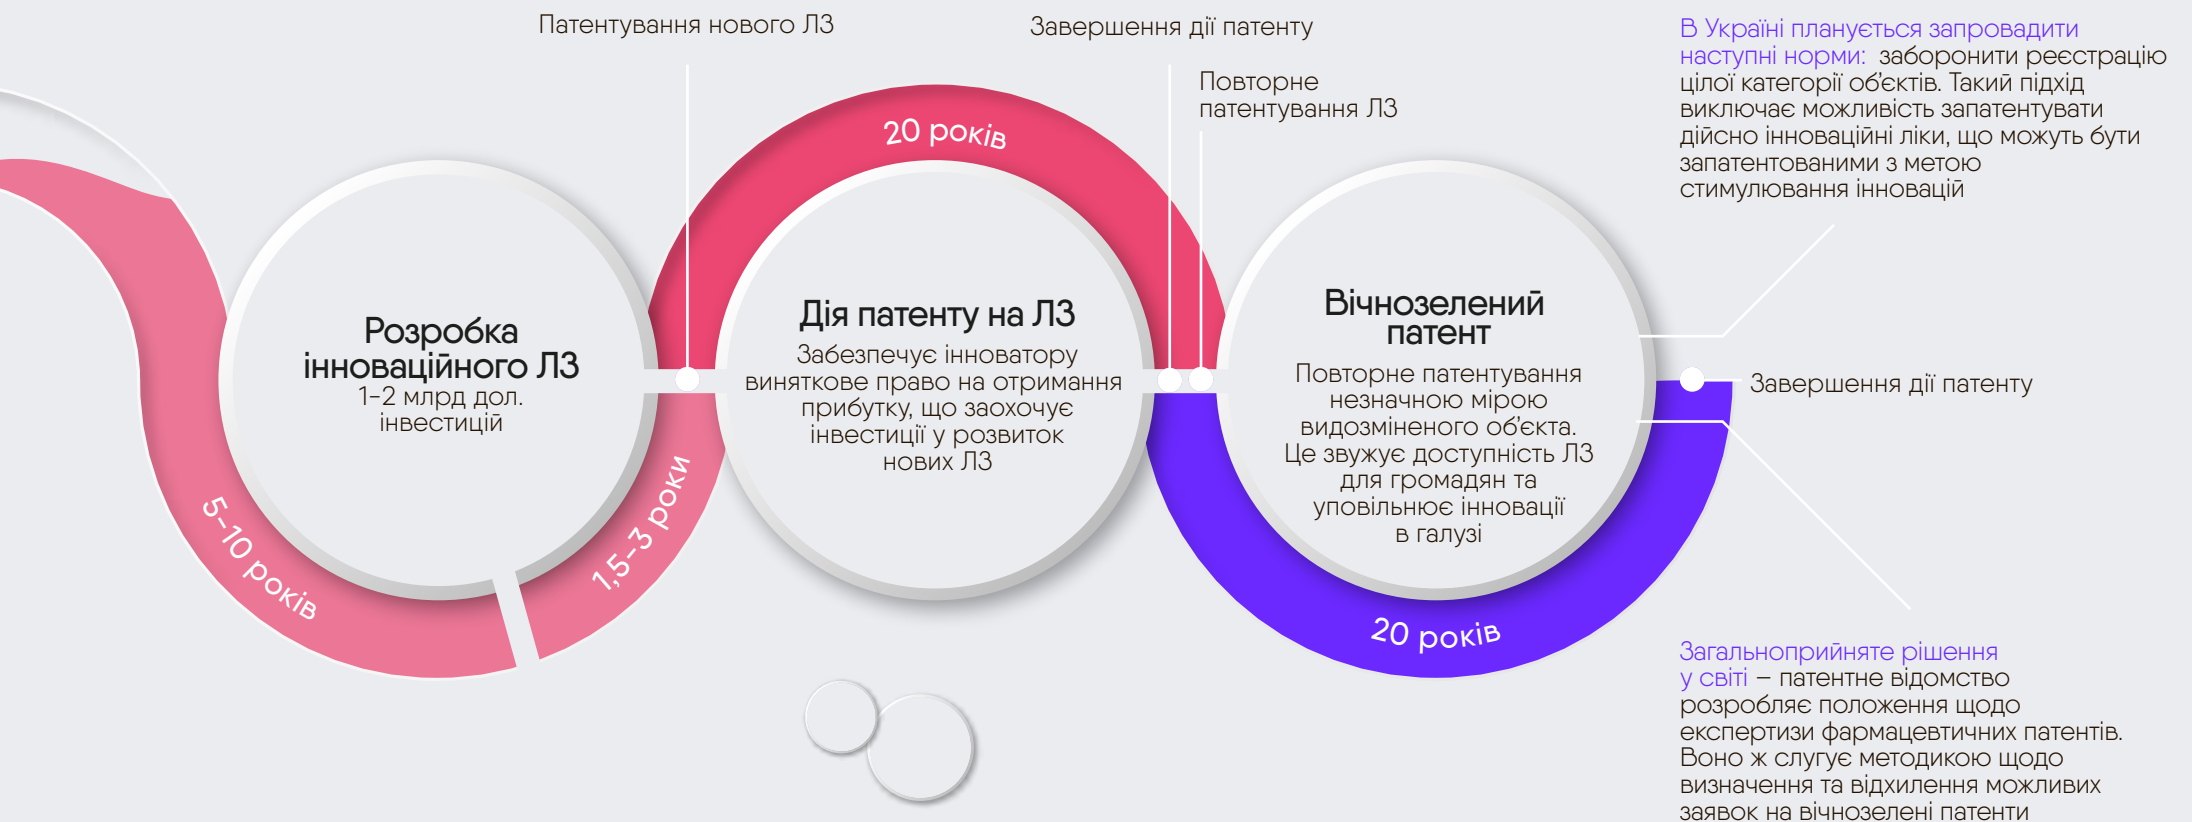 Патентування нового ЛЗ
Завершення дії патенту
Повторне
патентування ЛЗ
В Україні планується запровадити
наступні норми: заборонити реєстрацію
цілої категорії об'єктів. Такий підхід
виключає можливість запатентувати
дійсно інноваційні ліки, що можуть бути
запатентованими з метою
стимулювання інновацій
5-10 років
Розробка
інноваційного ЛЗ
1-2 млрд дол.
інвестицій
1,5-3 роки
20 років
Дія патенту на ЛЗ
Забезпечує інноватору
виняткове право на отримання
прибутку, що заохочує
інвестиції у розвиток
нових ЛЗ
Вічнозелений
патент
Повторне патентування
незначною мірою
видозміненого об'єкта.
Це звужує доступність ЛЗ
для громадян та
уповільнює інновації
в галузі
20 років
Завершення дії патенту
Загальноприйняте рішення
у світі – патентне відомство
розробляє положення щодо
експертизи фармацевтичних патентів.
Воно ж слугує методикою щодо
визначення та відхилення можливих
заявок на вічнозелені патенти